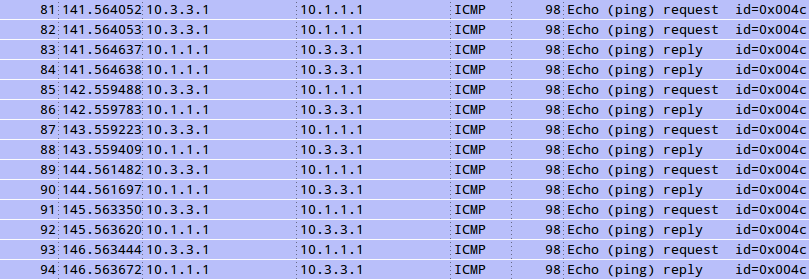 81 141.564052 10.3.3.1 10.1.1.1 ICMP 98 Echo (ping) request id=0x004c
82 141.564053 10.3.3.1 10.1.1.1 ICMP 98 Echo (ping) request id=0x004c
83 141.564637 10.1.1.1 10.3.3.1 ICMP 98 Echo (ping) reply id=0x004c
84 141.564638 10.1.1.1 10.3.3.1 ICMP 98 Echo (ping) reply id=0x004c
85 142.559488 10.3.3.1 10.1.1.1 ICMP 98 Echo (ping) request id=0x004c
86 142.559783 10.1.1.1 10.3.3.1 ICMP 98 Echo (ping) reply id=0x004c
87 143.559223 10.3.3.1 10.1.1.1 ICMP 98 Echo (ping) request id=0x004c
88 143.559409 10.1.1.1 10.3.3.1 ICMP 98 Echo (ping) reply id=0x004c
89 144.561482 10.3.3.1 10.1.1.1 ICMP 98 Echo (ping) request id=0x004c
90 144.561697 10.1.1.1 10.3.3.1 ICMP 98 Echo (ping) reply id=0x004c
91 145.563350 10.3.3.1 10.1.1.1 ICMP 98 Echo (ping) request id=0x004c
92 145.563620 10.1.1.1 10.3.3.1 ICMP 98 Echo (ping) reply id=0x004c
93 146.563444 10.3.3.1 10.1.1.1 ICMP 98 Echo (ping) request id=0x004c
94 146.563672 10.1.1.1 10.3.3.1 ICMP 98 Echo (ping) reply id=0x004c